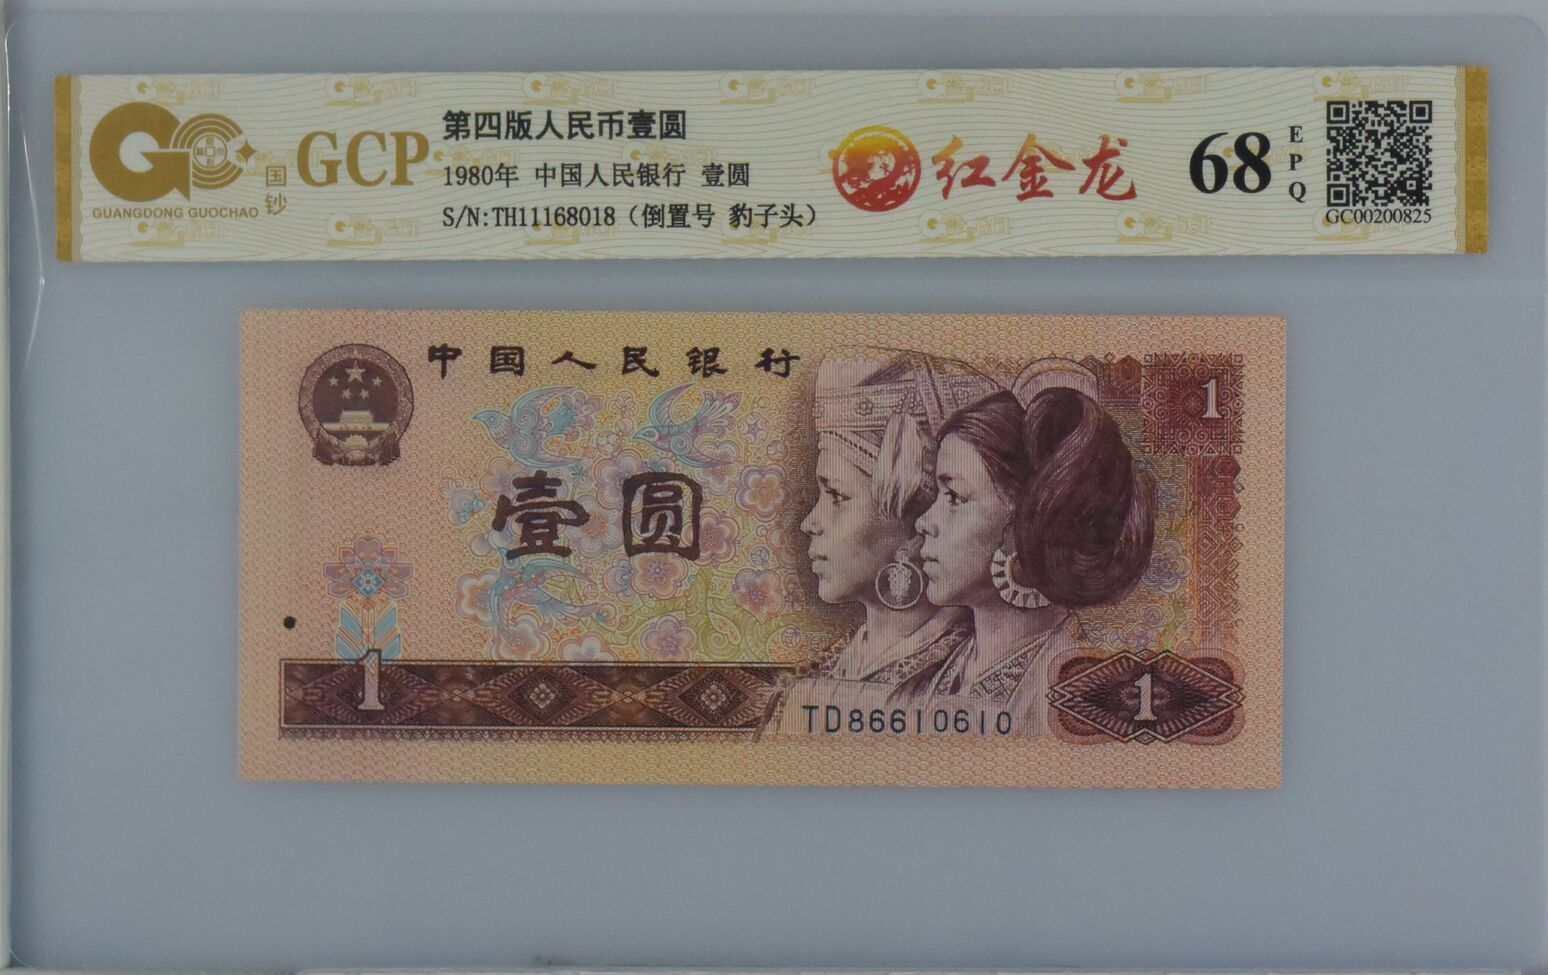 国钞
GUANGDONG GUOCHAO
GCP
第四版人民币壹圆
1980年 中国人民银行 壹圆
S/N:TH11168018（倒置号 豹子头）
红金龙
68
EPQ
GC00200825
中国人民银行
1
壹圆
1
1
TD86610610